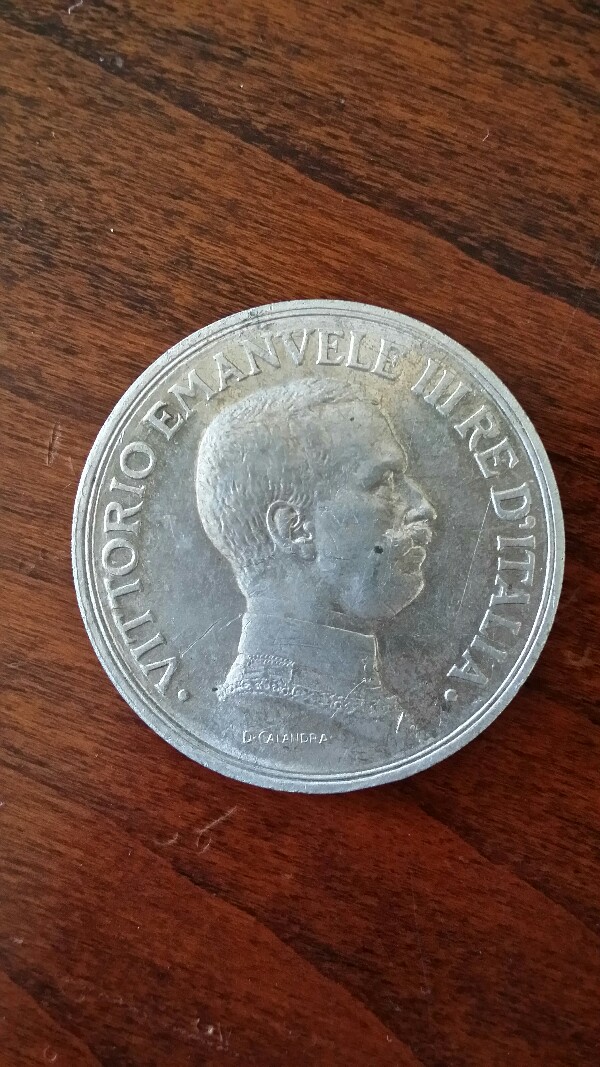 · VITTORIO EMANVELE III RE D'ITALIA ·
D · CALANDRA